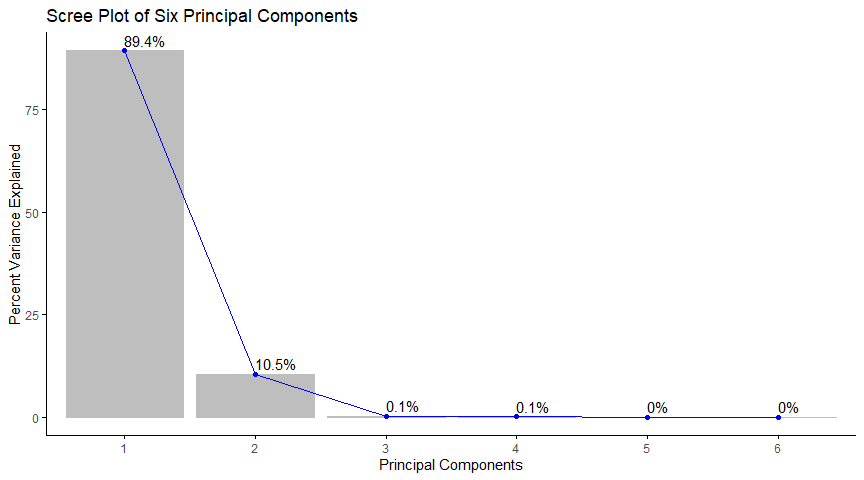 Scree Plot of Six Principal Components
Percent Variance Explained
75
50
25
0
89.4%
10.5%
0.1%
0.1%
0%
0%
1 2 3 4 5 6
Principal Components